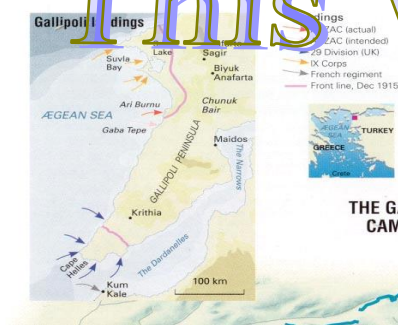 This
Gallipoli
Lake
Suvla
Bay
Sagir
Biyuk
Anafarta
Ari Burnu
Chunuk
Bair
ÆGEAN SEA
Gaba Tepe
Maidos
The Narrows
GALLIPOLI PENINSULA
Krithia
Cape
Helles
The Dardanelles
Kum
Kale
100 km
ZAC (actual)
ZAC (intended)
29 Division (UK)
IX Corps
French regiment
Front line, Dec 1915
ÆGEAN
SEA
TURKEY
GREECE
Crete
THE G
CAM